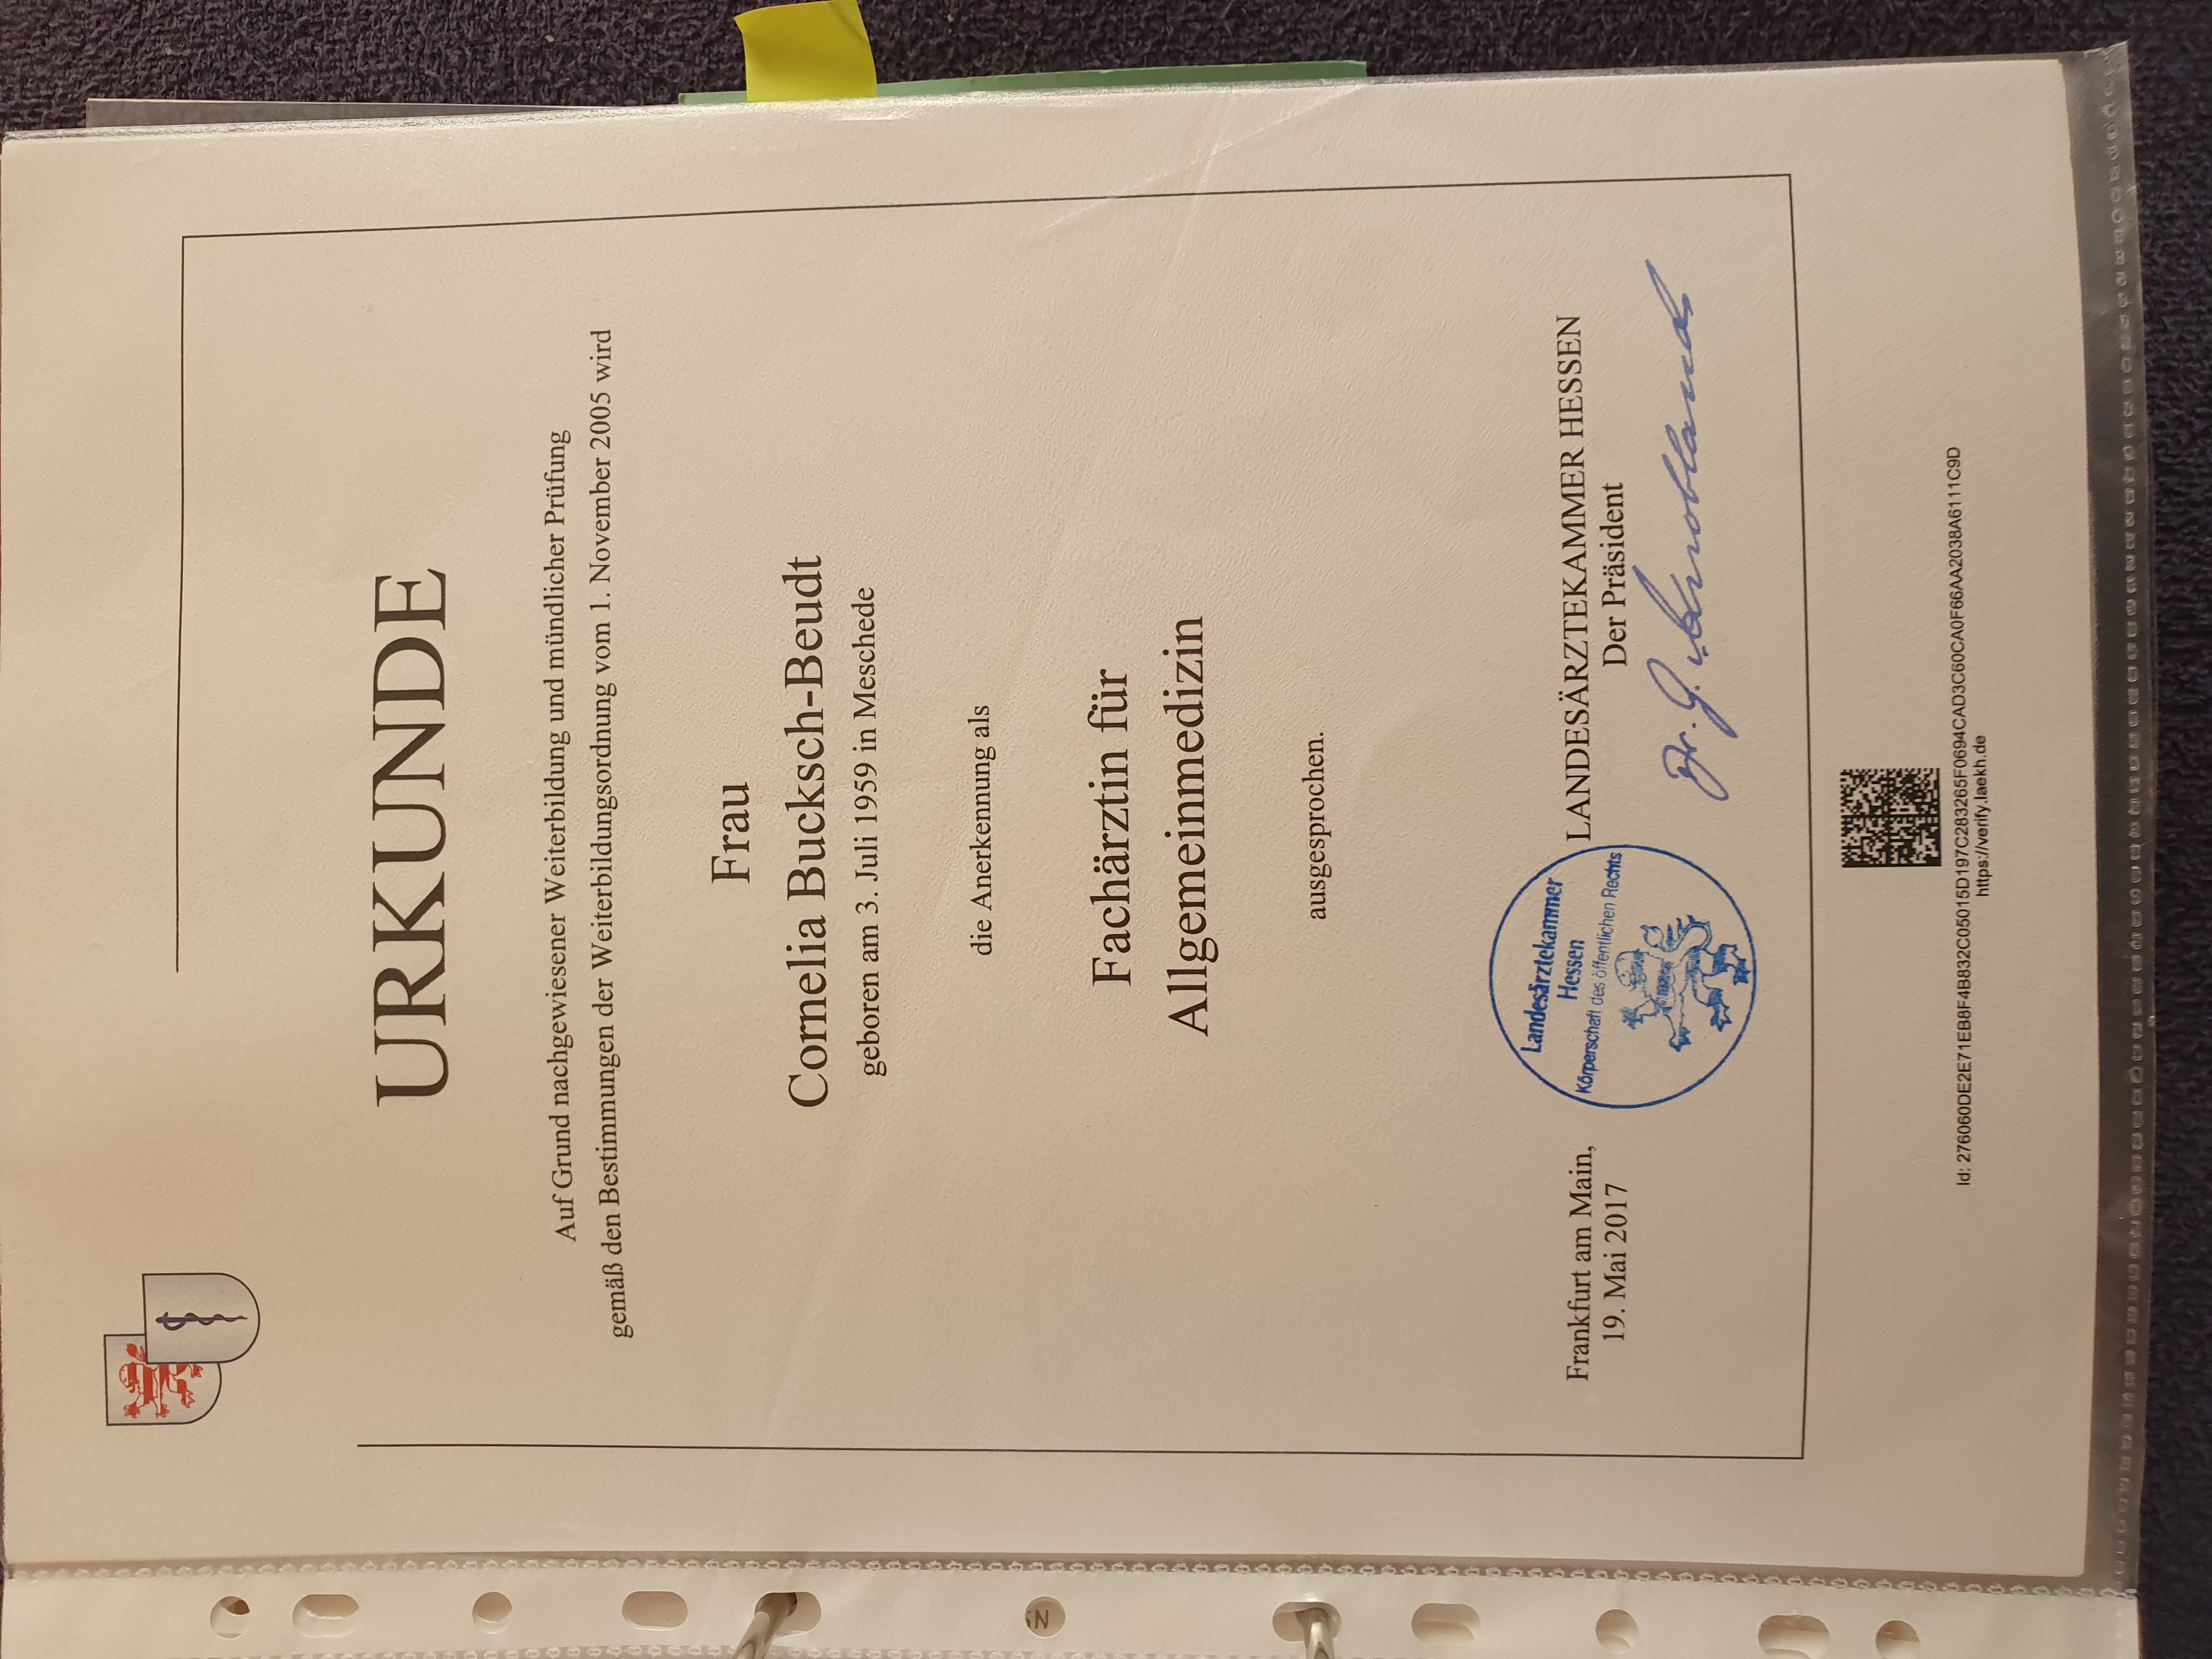 URKUNDE
Auf Grund nachgewiesener Weiterbildung und mündlicher Prüfung
gemäß den Bestimmungen der Weiterbildungsordnung vom 1. November 2005 wird
Frau
Cornelia Bucksch-Beudt
geboren am 3. Juli 1959 in Meschede
die Anerkennung als
Fachärztin für
Allgemeinmedizin
ausgesprochen.
Frankfurt am Main,
19. Mai 2017
Landesärztekammer
Hessen
Körperschaft des öffentlichen Rechts
LANDESÄRZTEKAMMER HESSEN
Der Präsident
Dr. G.
Id: 276060DE2E71EB8F4B832C05015D197C283265F0694CAD3C60CA0F66AA2038A6111C9D
https://verify.laekh.de